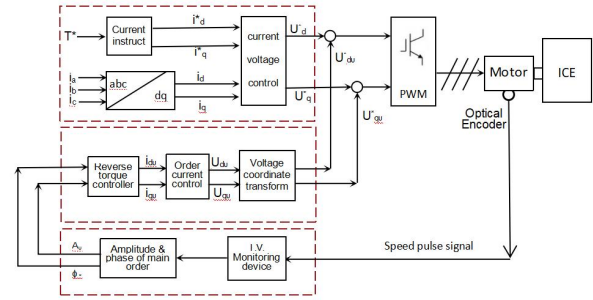 T*
Current
instruct
i*d
i*q
current
voltage
control
U*d
U*q
U*du
U*qu
ia
ib
ic
abc
dq
id
iq
PWM
Motor
ICE
Optical
Encoder
Reverse
torque
controller
idu
iqu
Order
current
control
Udu
Uqu
Voltage
coordinate
transform
Amplitude &
phase of main
order
I.V.
Monitoring
device
Speed pulse signal